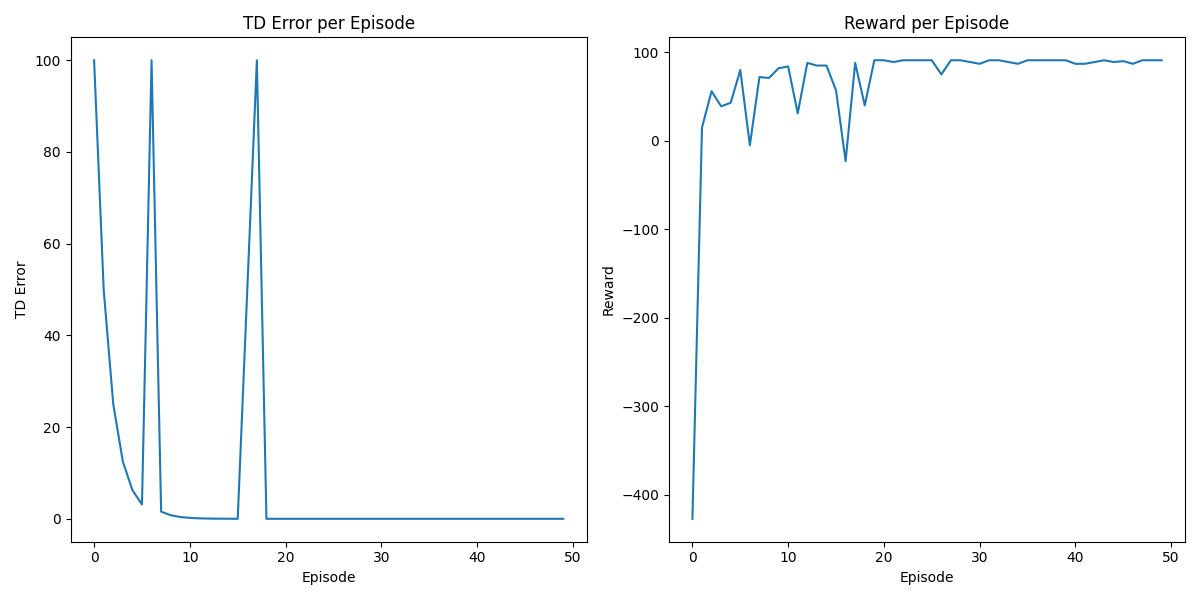 TD Error per Episode
100
80
60
40
20
0
TD Error
0 10 20 30 40 50
Episode
Reward per Episode
100
0
−100
−200
−300
−400
Reward
0 10 20 30 40 50
Episode